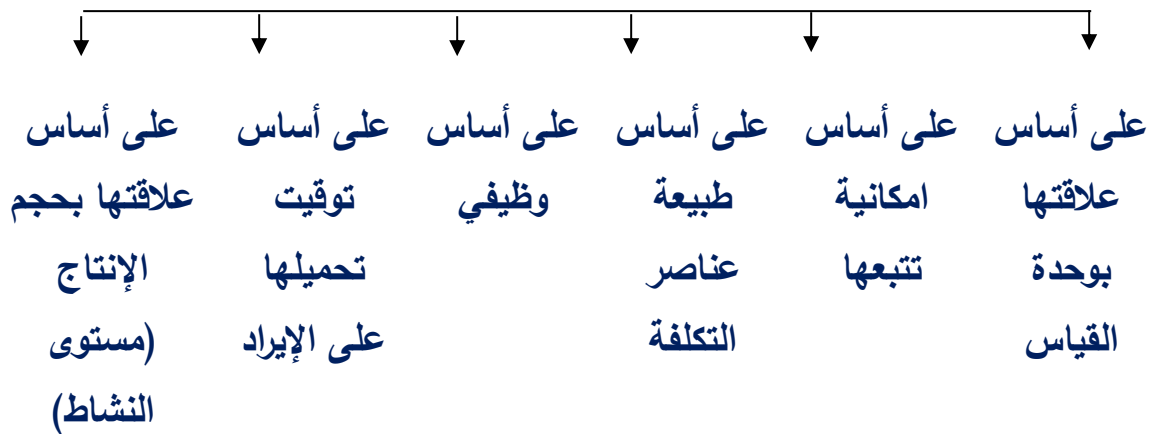 على أساس
علاقتها
بوحدة
القياس
على أساس
امكانية
تتبعها
على أساس
طبيعة
عناصر
التكلفة
على أساس
وظيفي
على أساس
توقيت
تحميلها
على الإيراد
على أساس
علاقتها بحجم
الإنتاج
(مستوى
النشاط)